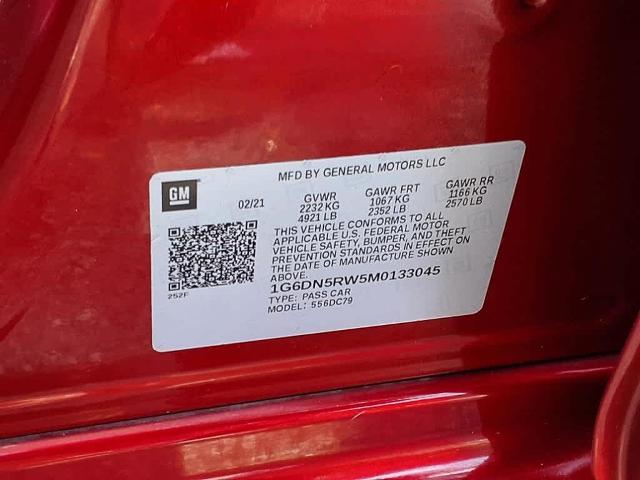 MFD BY GENERAL MOTORS LLC
GM
02/21 GVWR GAWR FRT GAWR RR
2232 KG 1067 KG 1166 KG
4921 LB 2352 LB 2570 LB
THIS VEHICLE CONFORMS TO ALL
APPLICABLE U.S. FEDERAL MOTOR
VEHICLE SAFETY, BUMPER, AND THEFT
PREVENTION STANDARDS IN EFFECT ON
THE DATE OF MANUFACTURE SHOWN
ABOVE.
252F
1G6DN5RW5M0133045
TYPE: PASS CAR
MODEL: 556DC79